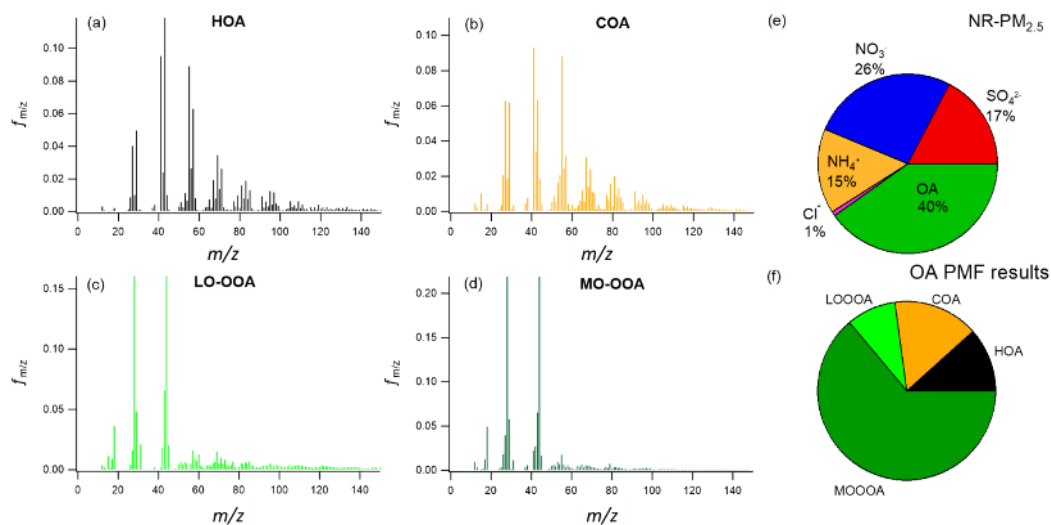 (a)
HOA
0.10
0.08
0.06
0.04
0.02
0.00
f m/z
0 20 40 60 80 100 120 140
m/z
(b)
COA
0.10
0.08
0.06
0.04
0.02
0.00
f m/z
0 20 40 60 80 100 120 140
m/z
(c)
LO-OOA
0.15
0.10
0.05
0.00
f m/z
0 20 40 60 80 100 120 140
m/z
(d)
MO-OOA
0.20
0.15
0.10
0.05
0.00
f m/z
0 20 40 60 80 100 120 140
m/z
(e)
NR-PM2.5
NO3-
26%
SO42-
17%
NH4+
15%
OA
40%
Cl-
1%
(f)
OA PMF results
LOOOA
COA
HOA
MOOOA